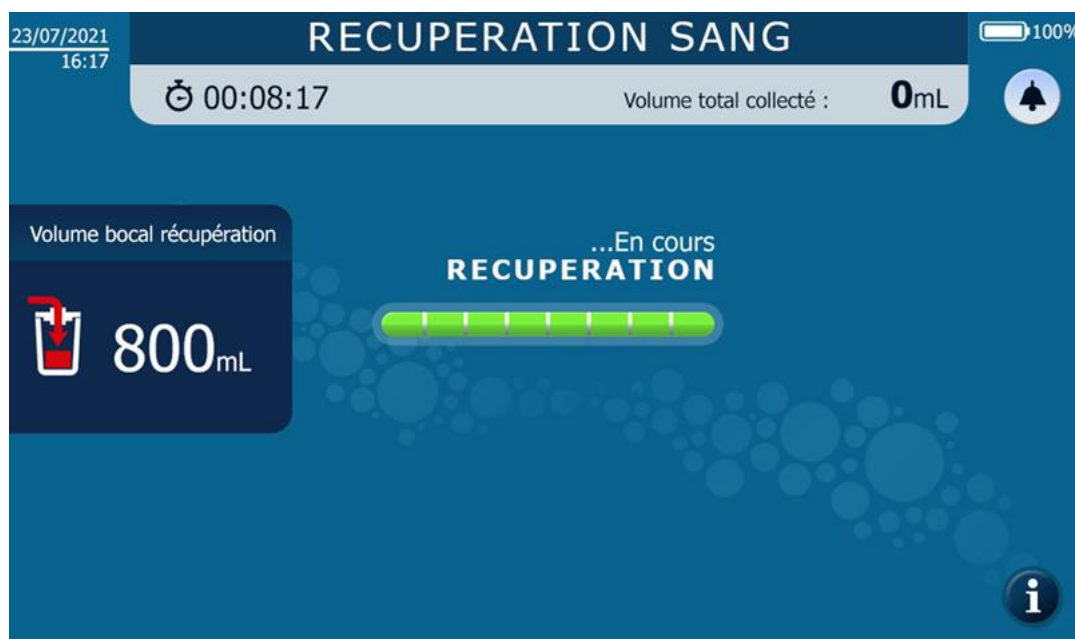 23/07/2021
16:17
RECUPERATION SANG
100%
00:08:17
Volume total collecté : 0mL
Volume bocal récupération
800mL
...En cours
RECUPERATION
i